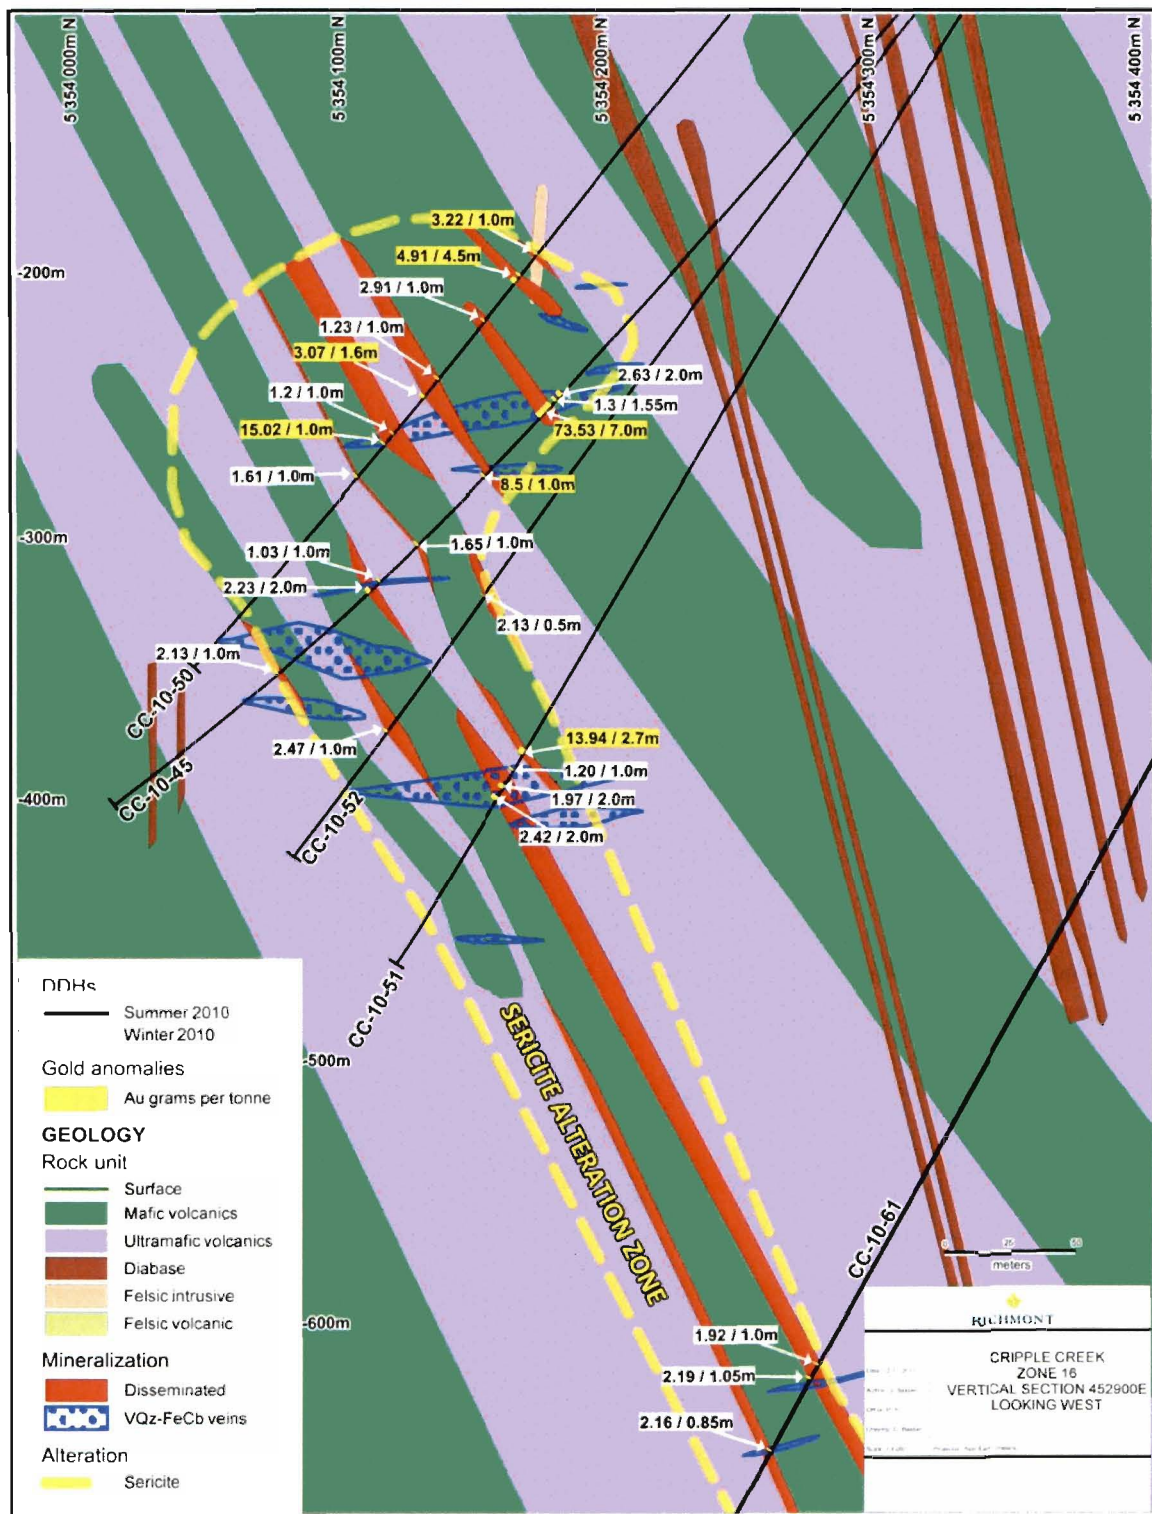 5 354 000m N
5 354 100m N
5 354 200m N
5 354 300m N
5 354 400m N
-200m
-300m
-400m
-500m
-600m
3.22 / 1.0m
4.91 / 4.5m
2.91 / 1.0m
1.23 / 1.0m
3.07 / 1.6m
1.2 / 1.0m
15.02 / 1.0m
1.61 / 1.0m
2.63 / 2.0m
1.3 / 1.55m
73.53 / 7.0m
8.5 / 1.0m
1.65 / 1.0m
1.03 / 1.0m
2.23 / 2.0m
2.13 / 0.5m
2.13 / 1.0m
2.47 / 1.0m
13.94 / 2.7m
1.20 / 1.0m
1.97 / 2.0m
2.42 / 2.0m
CC-10-50
CC-10-45
CC-10-52
CC-10-51
CC-10-61
SERICITE ALTERATION ZONE
1.92 / 1.0m
2.19 / 1.05m
2.16 / 0.85m
DDHs
Summer 2010
Winter 2010
Gold anomalies
Au grams per tonne
GEOLOGY
Rock unit
Surface
Mafic volcanics
Ultramafic volcanics
Diabase
Felsic intrusive
Felsic volcanic
Mineralization
Disseminated
VQz-FeCb veins
Alteration
Sericite
0 25 50
meters
RICHMONT
CRIPPLE CREEK
ZONE 16
VERTICAL SECTION 452900E
LOOKING WEST